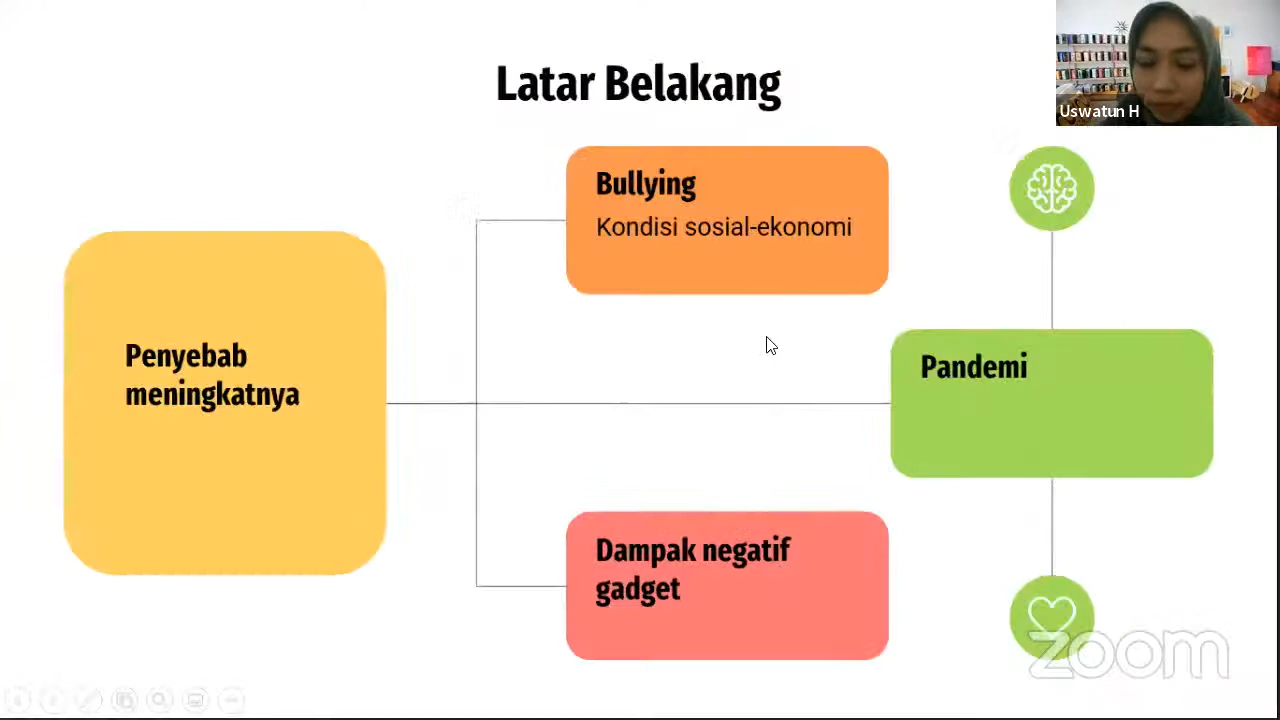 Latar Belakang
Uswatun H
Bullying
Kondisi sosial-ekonomi
Penyebab
meningkatnya
Pandemi
Dampak negatif
gadget
zoom